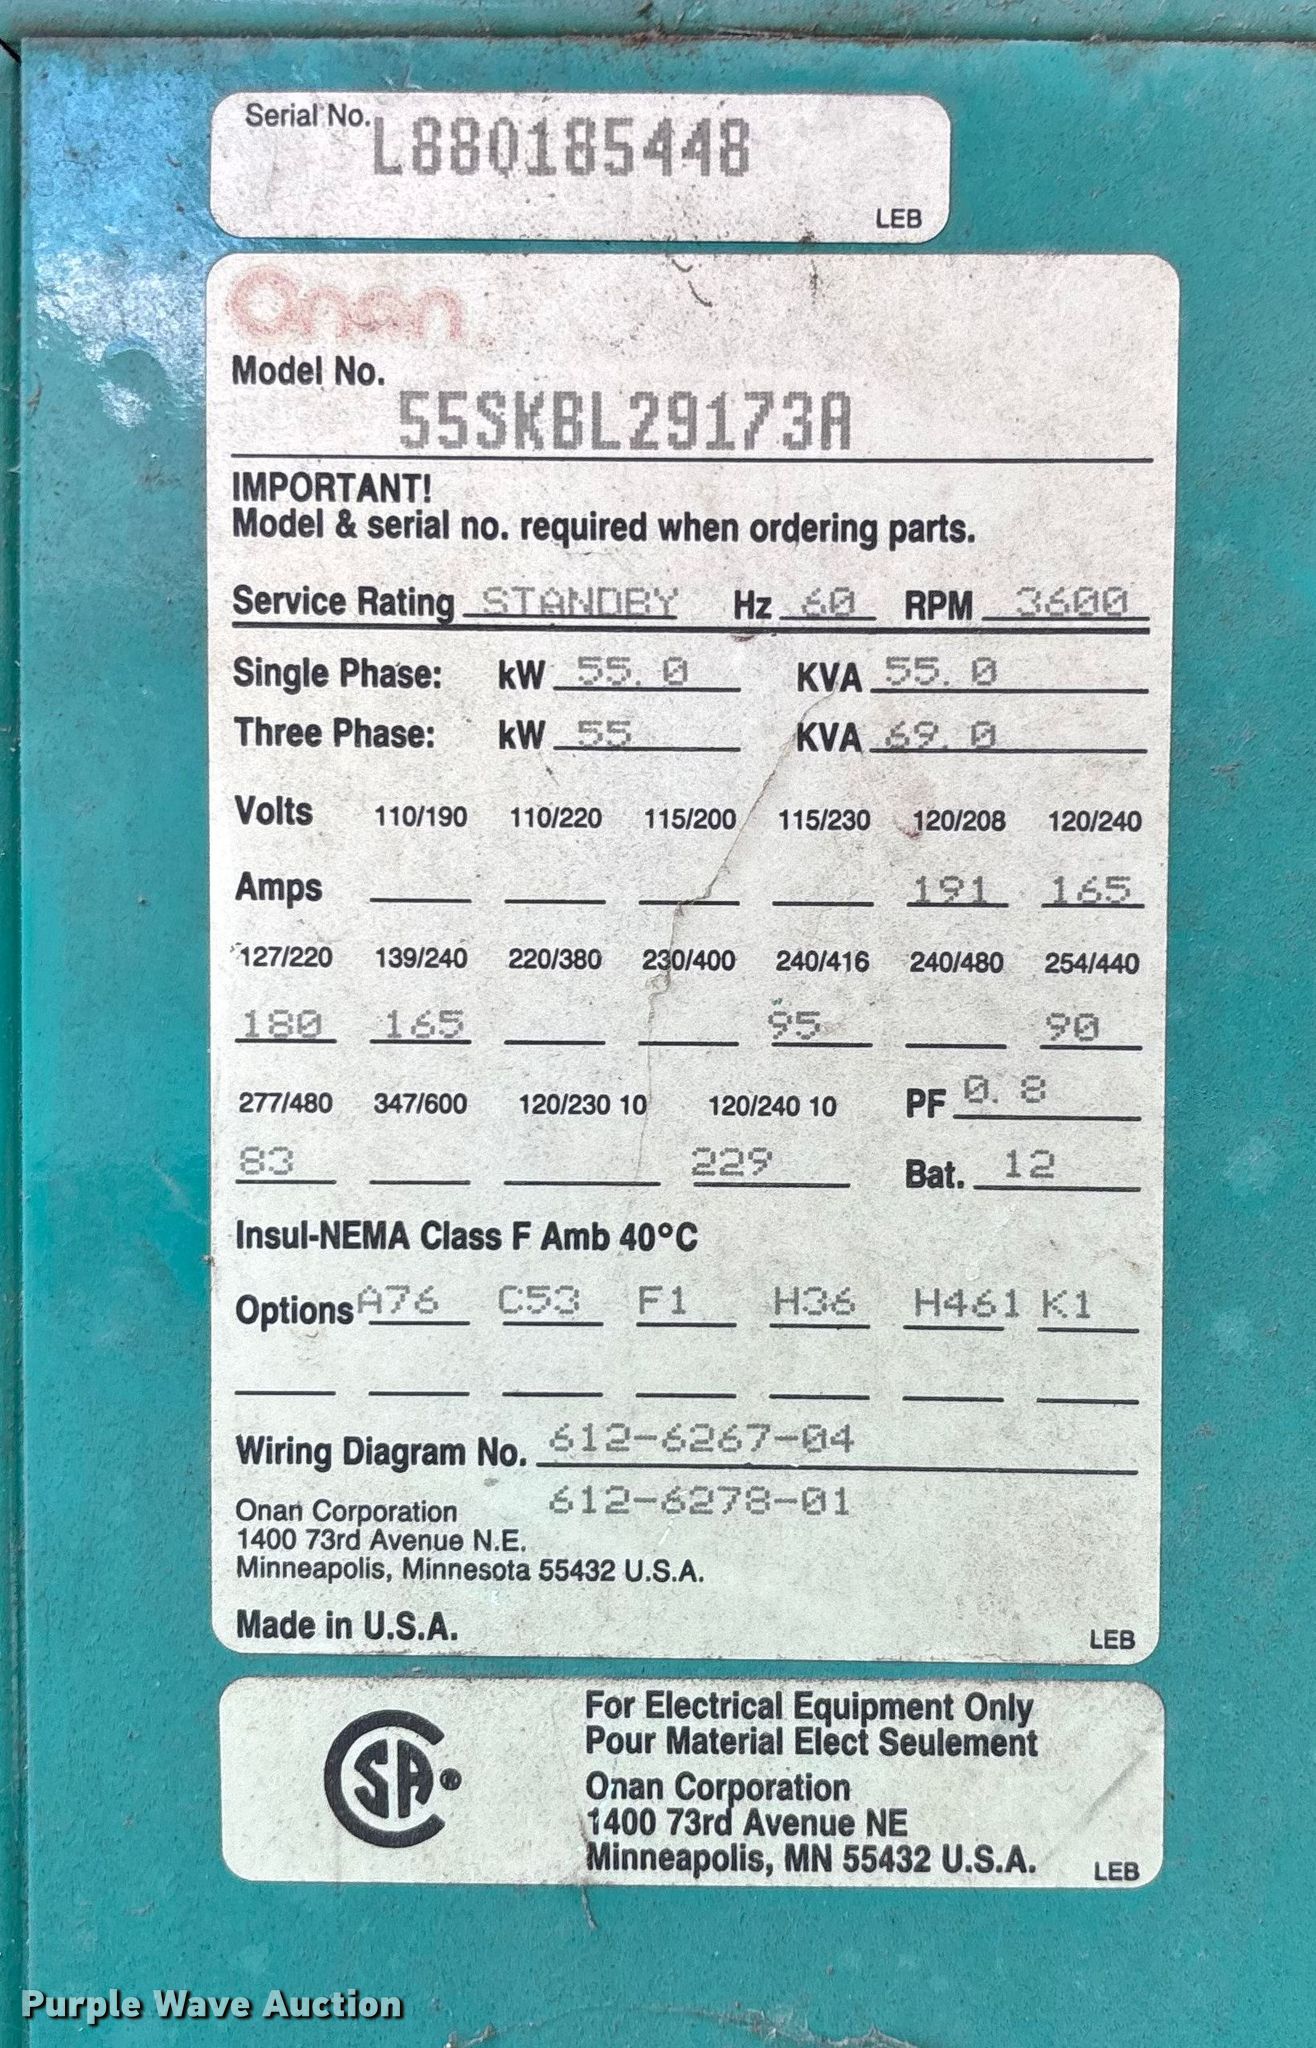 Serial No. L880185448
LEB
Onan
Model No.
55SKBL29173A
IMPORTANT!
Model & serial no. required when ordering parts.
Service Rating STANDBY Hz 60 RPM 3600
Single Phase: kW 55.0 KVA 55.0
Three Phase: kW 55 KVA 69.0
Volts 110/190 110/220 115/200 115/230 120/208 120/240
Amps 191 165
127/220 139/240 220/380 230/400 240/416 240/480 254/440
180 165 95 90
277/480 347/600 120/230 10 120/240 10 PF 0.8
83 229 Bat. 12
Insul-NEMA Class F Amb 40°C
Options A76 C53 F1 H36 H461 K1
Wiring Diagram No. 612-6267-04
612-6278-01
Onan Corporation
1400 73rd Avenue N.E.
Minneapolis, Minnesota 55432 U.S.A.
Made in U.S.A.
LEB
CSA®
For Electrical Equipment Only
Pour Material Elect Seulement
Onan Corporation
1400 73rd Avenue NE
Minneapolis, MN 55432 U.S.A.
LEB
Purple Wave Auction